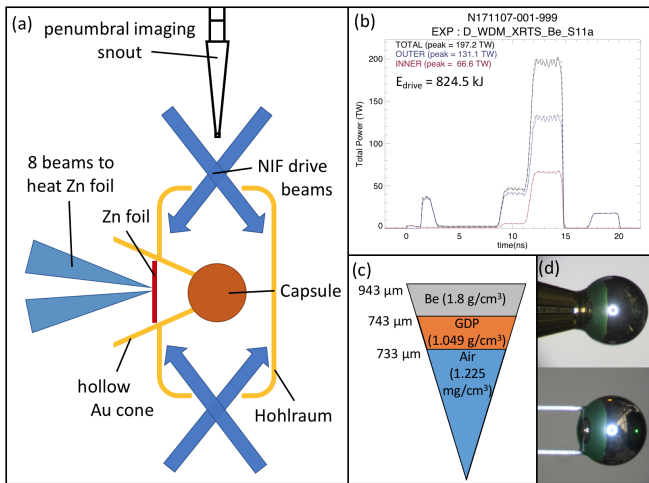 (a)
penumbral imaging
snout
8 beams to
heat Zn foil
NIF drive
beams
Zn foil
Capsule
hollow
Au cone
Hohlraum
(b)
N171107-001-999
EXP : D_WDM_XRTS_Be_S11a
TOTAL (peak = 197.2 TW)
OUTER (peak = 131.1 TW)
INNER (peak = 66.6 TW)
E_drive = 824.5 kJ
Total Power (TW)
200
150
100
50
0
0
5
10
15
20
time(ns)
(c)
943 μm
Be (1.8 g/cm³)
743 μm
GDP
(1.049 g/cm³)
733 μm
Air
(1.225
mg/cm³)
(d)